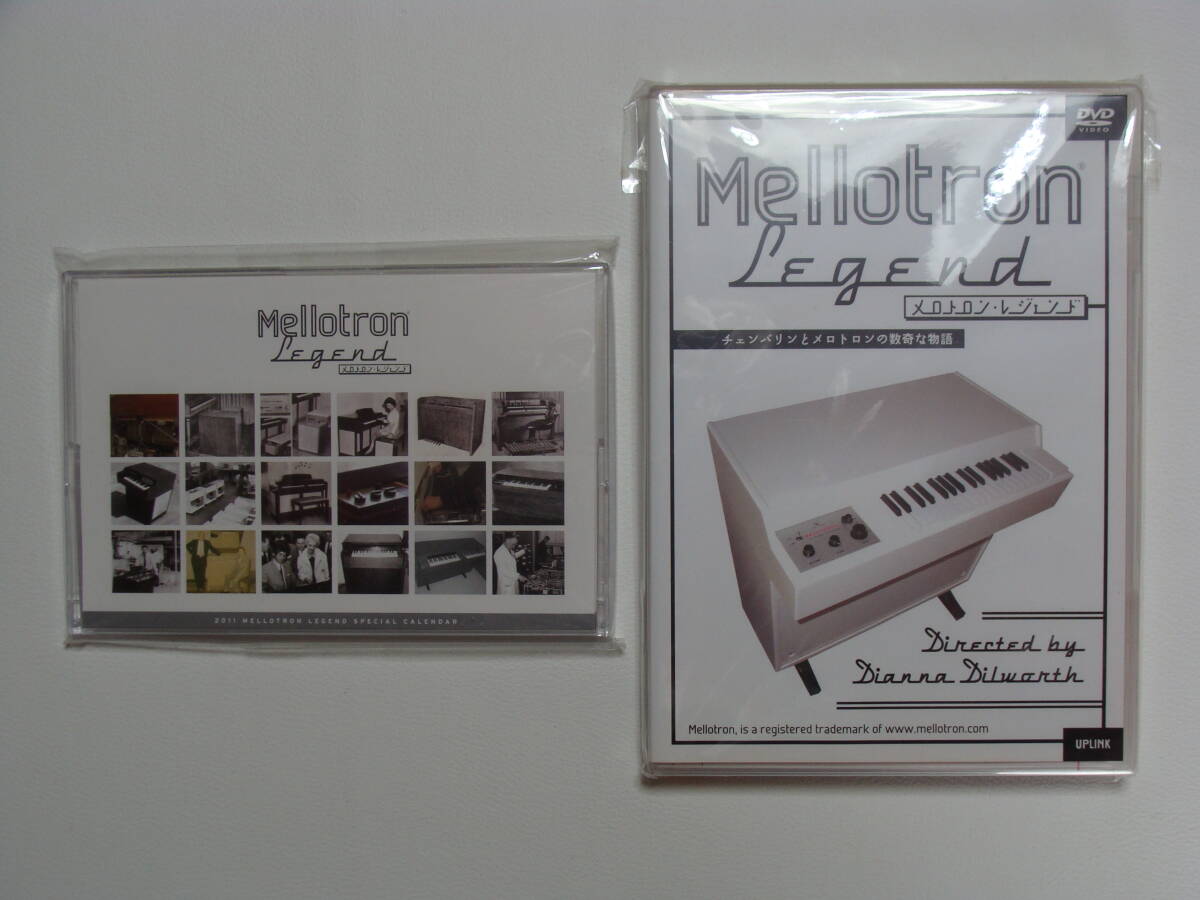 Mellotron®
Legend
メロトロン・レジェンド
2011 MELLOTRON LEGEND SPECIAL CALENDAR
DVD
VIDEO
Mellotron®
Legend
メロトロン・レジェンド
チェンバリンとメロトロンの数奇な物語
Directed by
Dianna Dilworth
Mellotron, is a registered trademark of www.mellotron.com
UPLINK